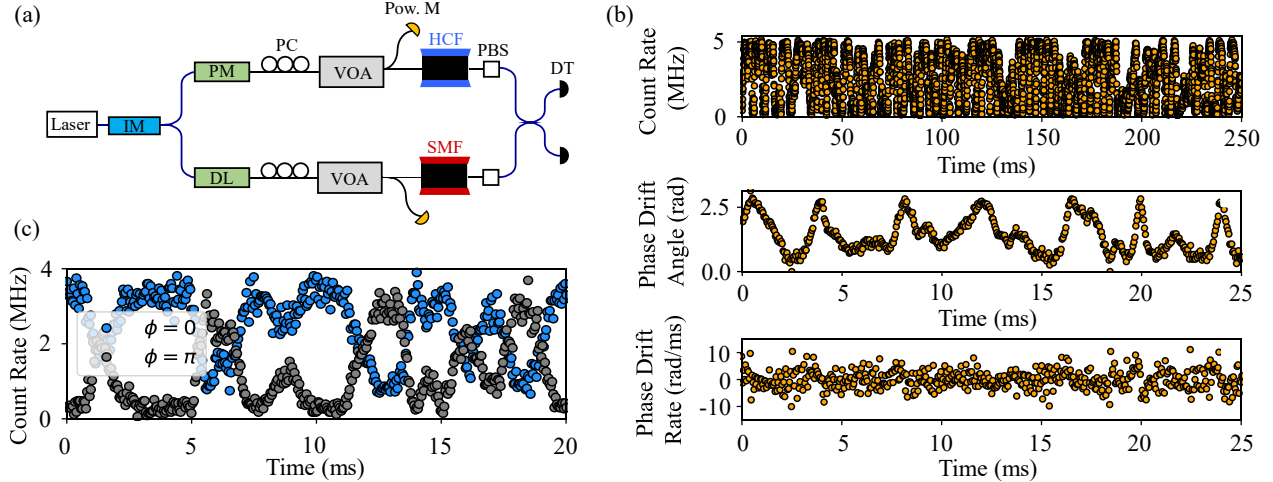 (a)
Pow. M
PC
HCF
PBS
PM
VOA
DT
Laser
IM
SMF
DL
VOA
(b)
Count Rate
(MHz)
5
0
0
50
100
150
200
250
Time (ms)
Phase Drift
Angle (rad)
2.5
0.0
0
5
10
15
20
25
Time (ms)
Phase Drift
Rate (rad/ms)
10
0
-10
0
5
10
15
20
25
Time (ms)
(c)
Count Rate (MHz)
4
2
0
ϕ = 0
ϕ = π
0
5
10
15
20
Time (ms)